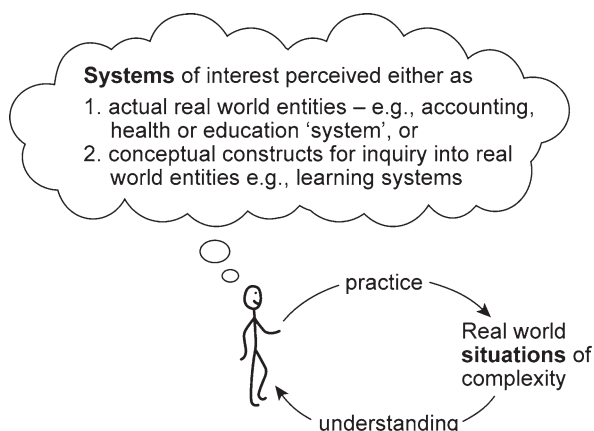 Systems of interest perceived either as
1. actual real world entities – e.g., accounting,
health or education ‘system’, or
2. conceptual constructs for inquiry into real
world entities e.g., learning systems
practice
Real world
situations of
complexity
understanding